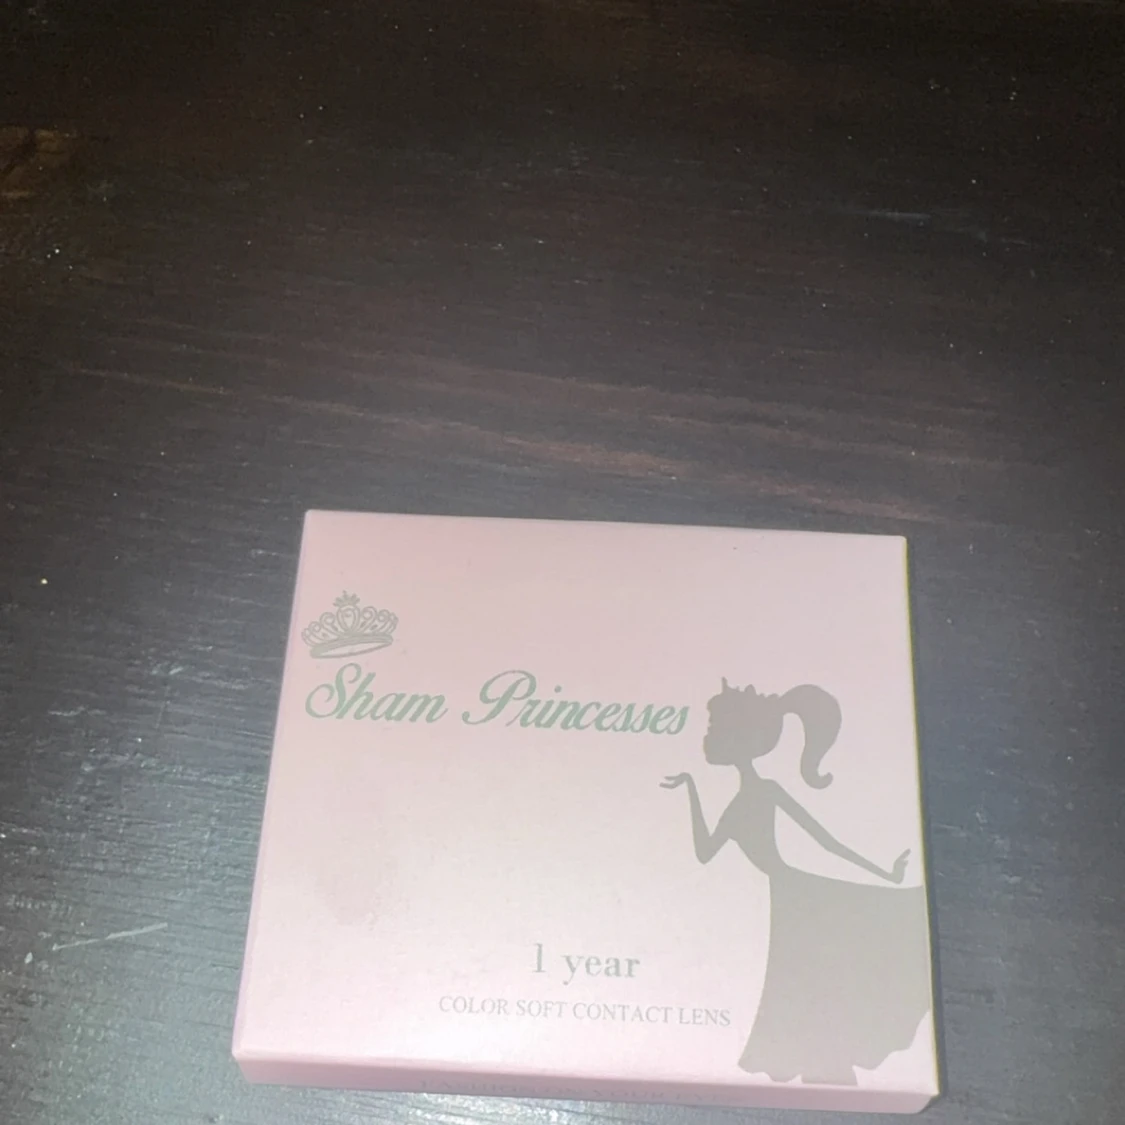 Sham Princesses
1 year
COLOR SOFT CONTACT LENS